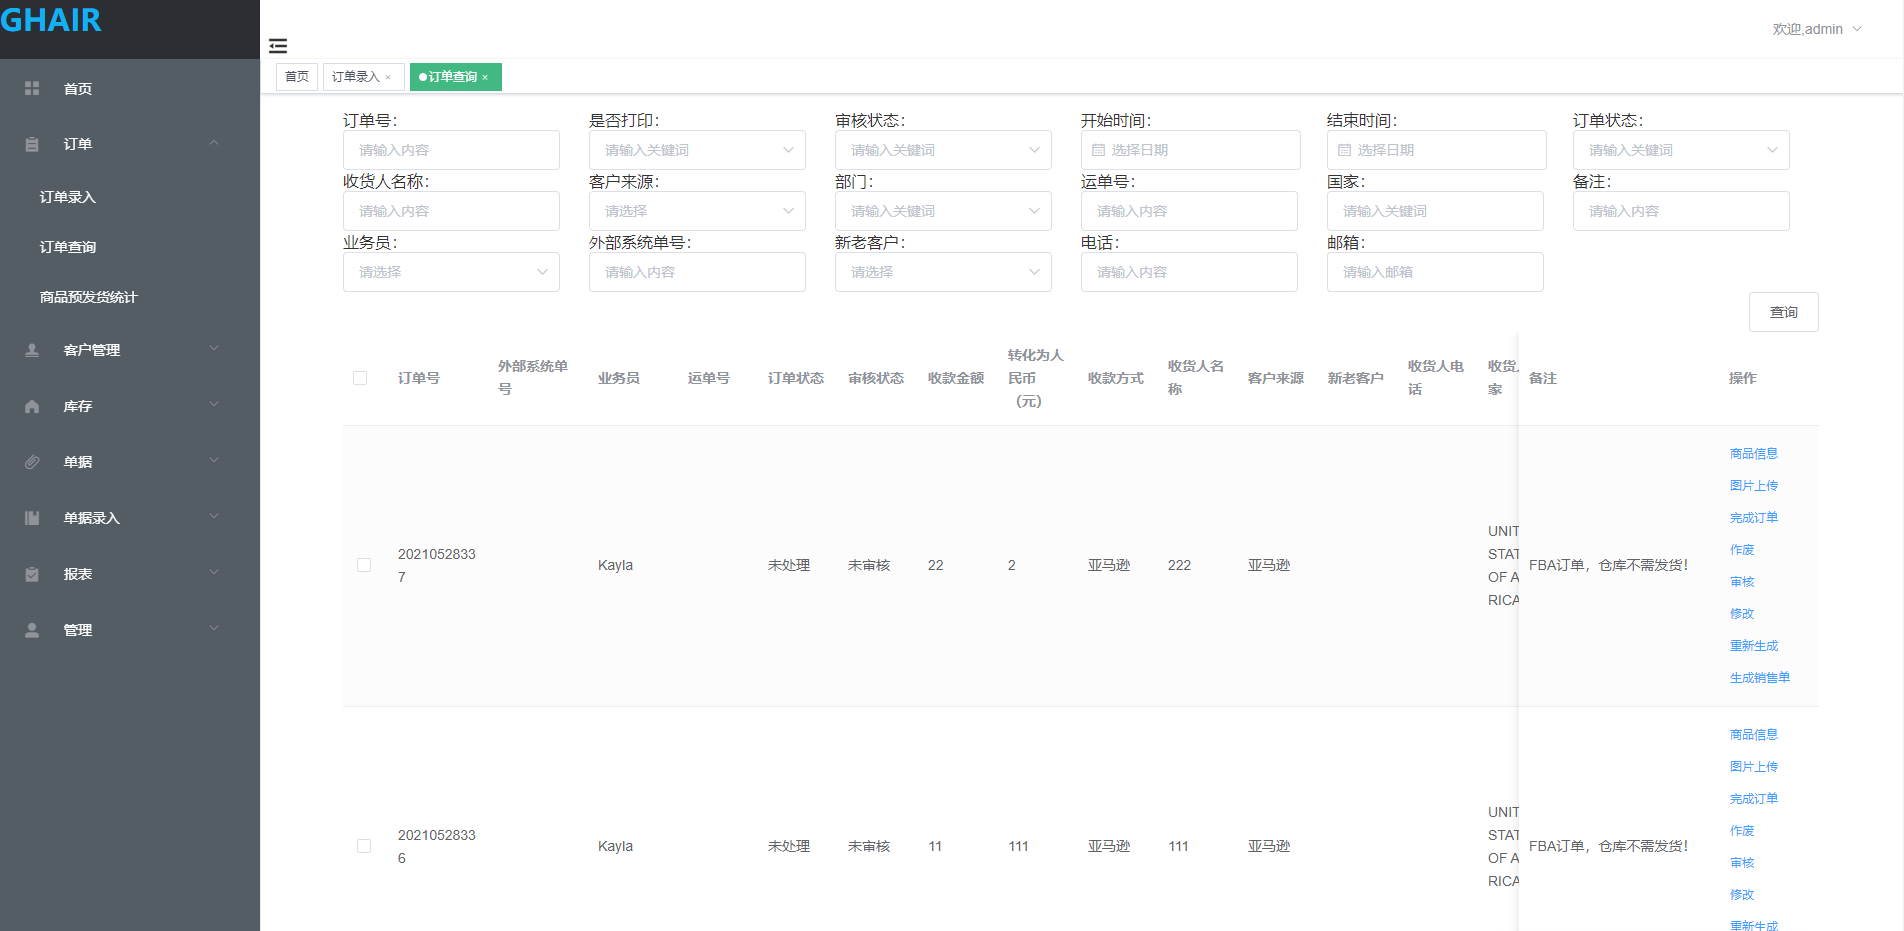 GHAIR
欢迎,admin
首页
订单
订单录入
订单查询
商品预发货统计
客户管理
库存
单据
单据录入
报表
管理
首页 订单录入 × 订单查询 ×
订单号： 是否打印： 审核状态： 开始时间： 结束时间： 订单状态：
请输入内容 请输入关键词 请输入关键词 选择日期 选择日期 请输入关键词
收货人名称： 客户来源： 部门： 运单号： 国家： 备注：
请输入内容 请选择 请输入关键词 请输入内容 请输入关键词 请输入内容
业务员： 外部系统单号： 新老客户： 电话： 邮箱：
请选择 请输入内容 请选择 请输入内容 请输入邮箱
查询
订单号
外部系统单
号
业务员
运单号
订单状态
审核状态
收款金额
转化为人
民币
（元）
收款方式
收货人名
称
客户来源
新老客户
收货人电
话
收货
家
备注
操作
2021052833
7
Kayla
未处理
未审核
22
2
亚马逊
222
亚马逊
UNIT
STAT
OF A
RICA
FBA订单，仓库不需发货！
商品信息
图片上传
完成订单
作废
审核
修改
重新生成
生成销售单
2021052833
6
Kayla
未处理
未审核
11
111
亚马逊
111
亚马逊
UNIT
STAT
OF A
RICA
FBA订单，仓库不需发货！
商品信息
图片上传
完成订单
作废
审核
修改
重新生成